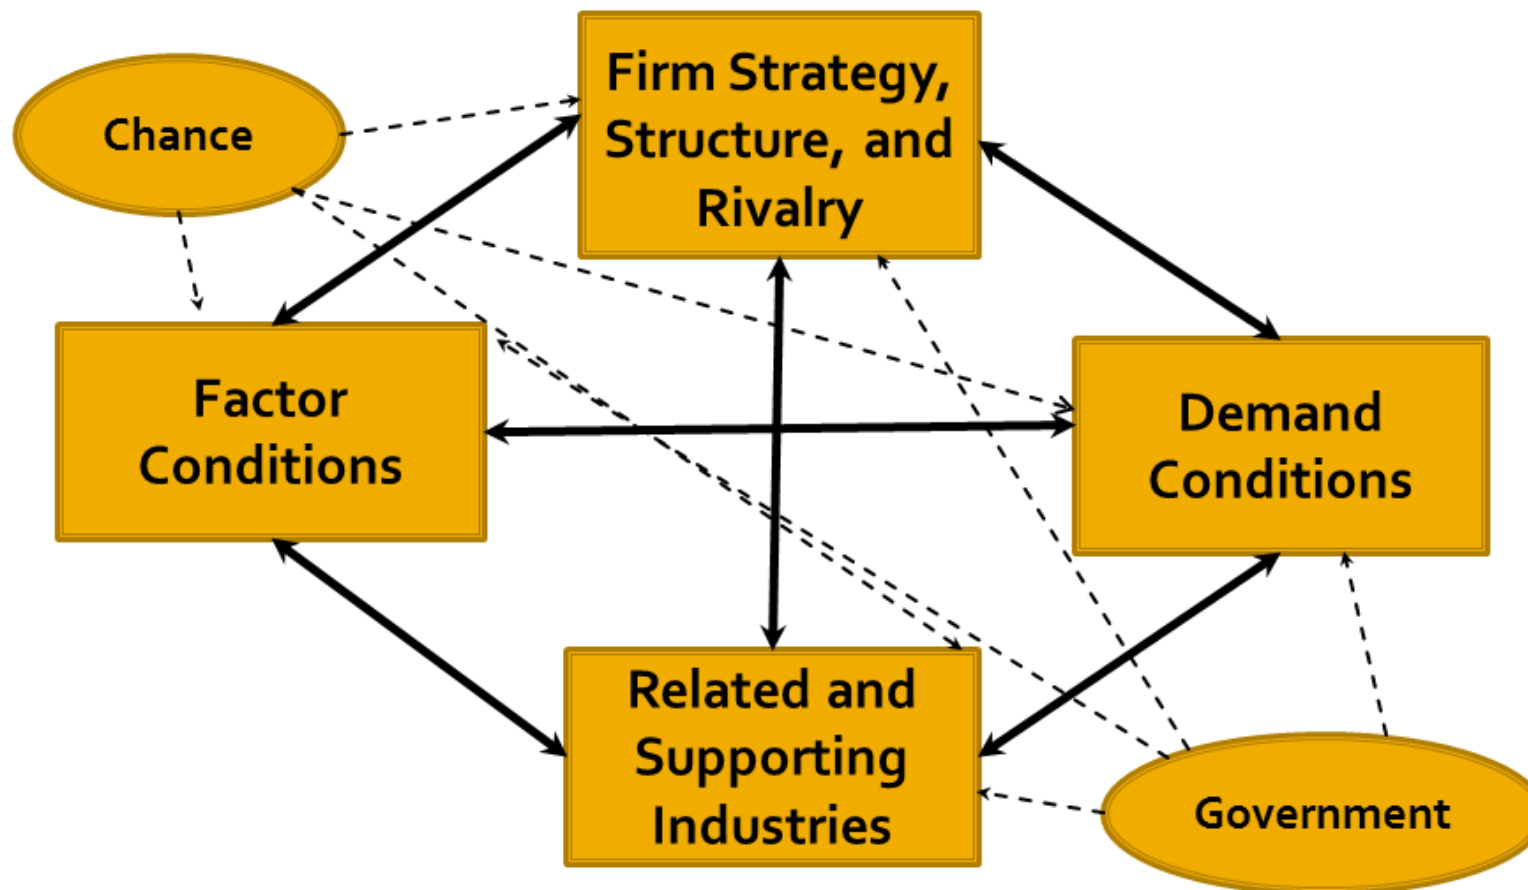 Chance
Firm Strategy,
Structure, and
Rivalry
Factor
Conditions
Demand
Conditions
Related and
Supporting
Industries
Government